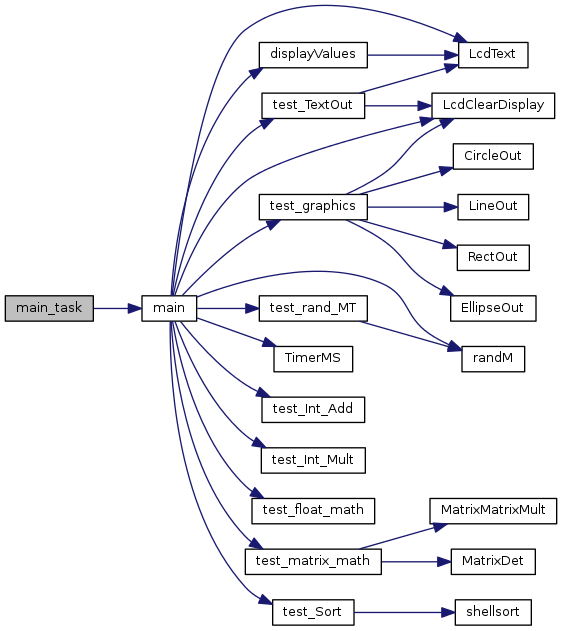 displayValues
LcdText
test_TextOut
LcdClearDisplay
CircleOut
test_graphics
LineOut
RectOut
main_task
main
test_rand_MT
EllipseOut
TimerMS
randM
test_Int_Add
test_Int_Mult
test_float_math
MatrixMatrixMult
test_matrix_math
MatrixDet
test_Sort
shellsort